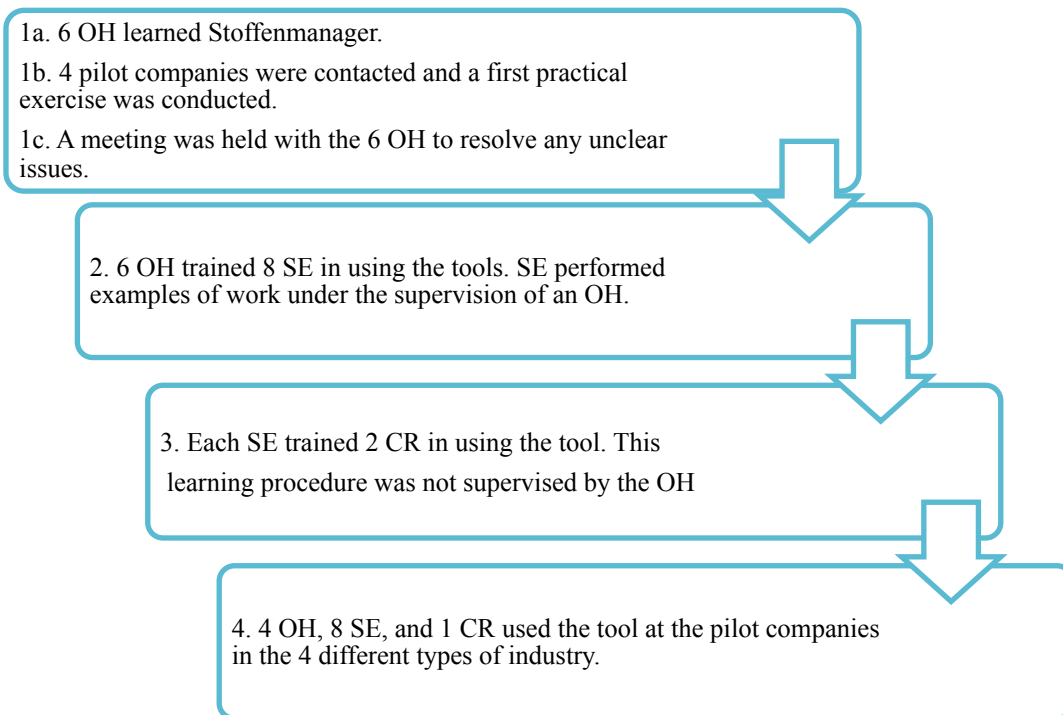 1a. 6 OH learned Stoffenmanager.
1b. 4 pilot companies were contacted and a first practical
exercise was conducted.
1c. A meeting was held with the 6 OH to resolve any unclear
issues.
2. 6 OH trained 8 SE in using the tools. SE performed
examples of work under the supervision of an OH.
3. Each SE trained 2 CR in using the tool. This
learning procedure was not supervised by the OH
4. 4 OH, 8 SE, and 1 CR used the tool at the pilot companies
in the 4 different types of industry.